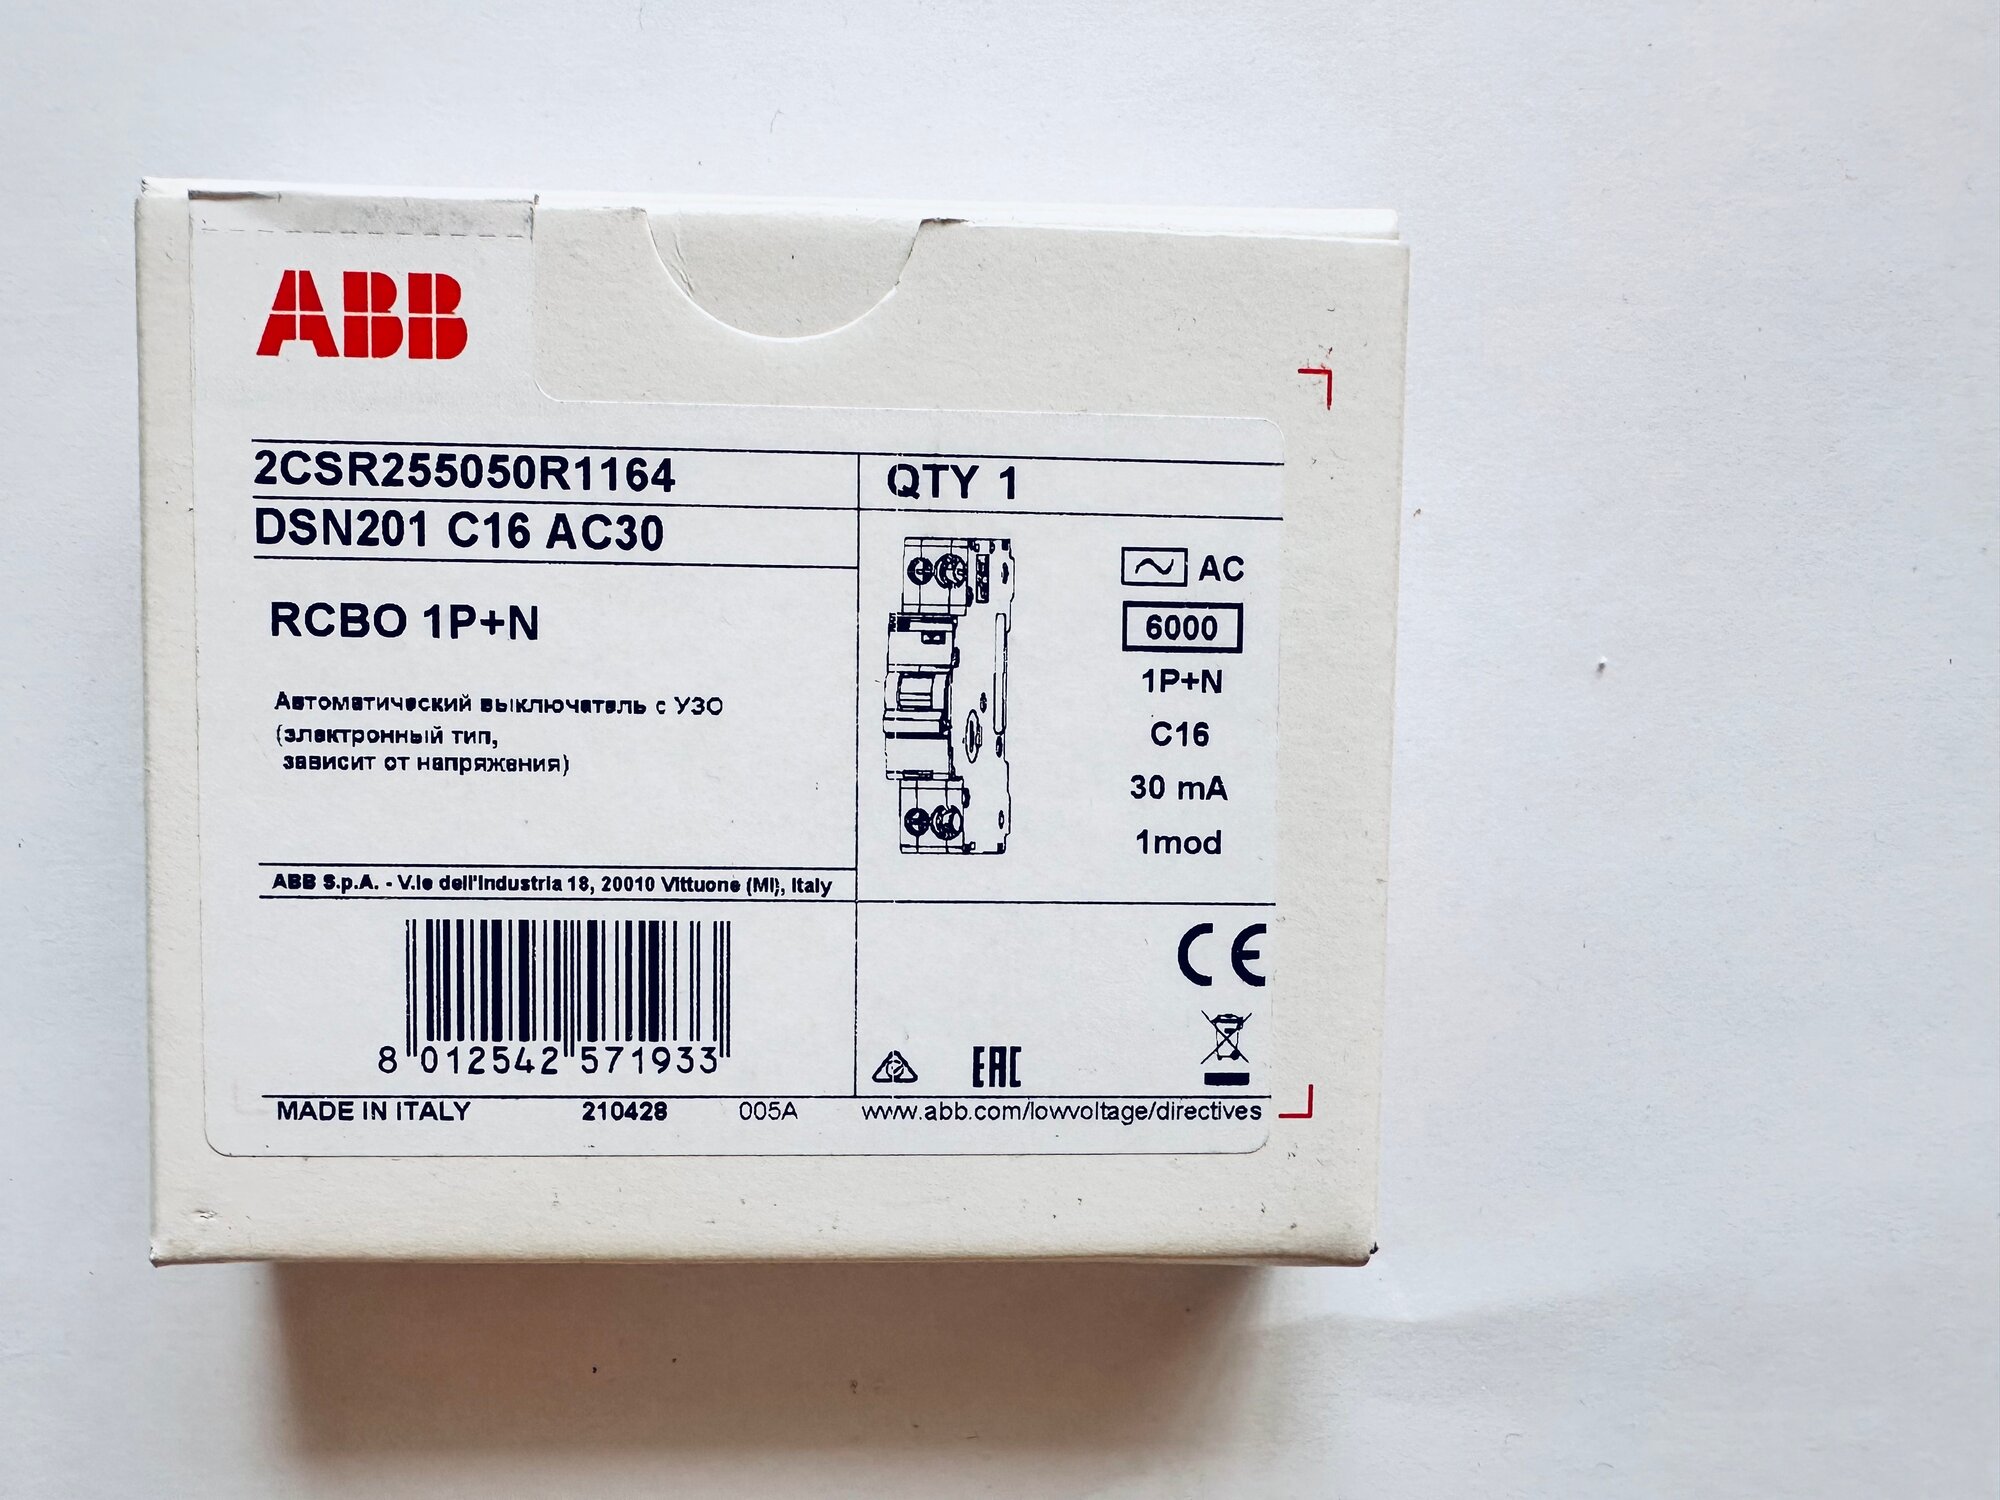 ABB
2CSR255050R1164
QTY 1
DSN201 C16 AC30
RCBO 1P+N
Автоматический выключатель с УЗО
(электронный тип,
зависит от напряжения)
AC
6000
1P+N
C16
30 mA
1mod
ABB S.p.A. - V.le dell'Industria 18, 20010 Vittuone (MI), Italy
8 012542 571933
CE
EAC
MADE IN ITALY 210428 005A www.abb.com/lowvoltage/directives